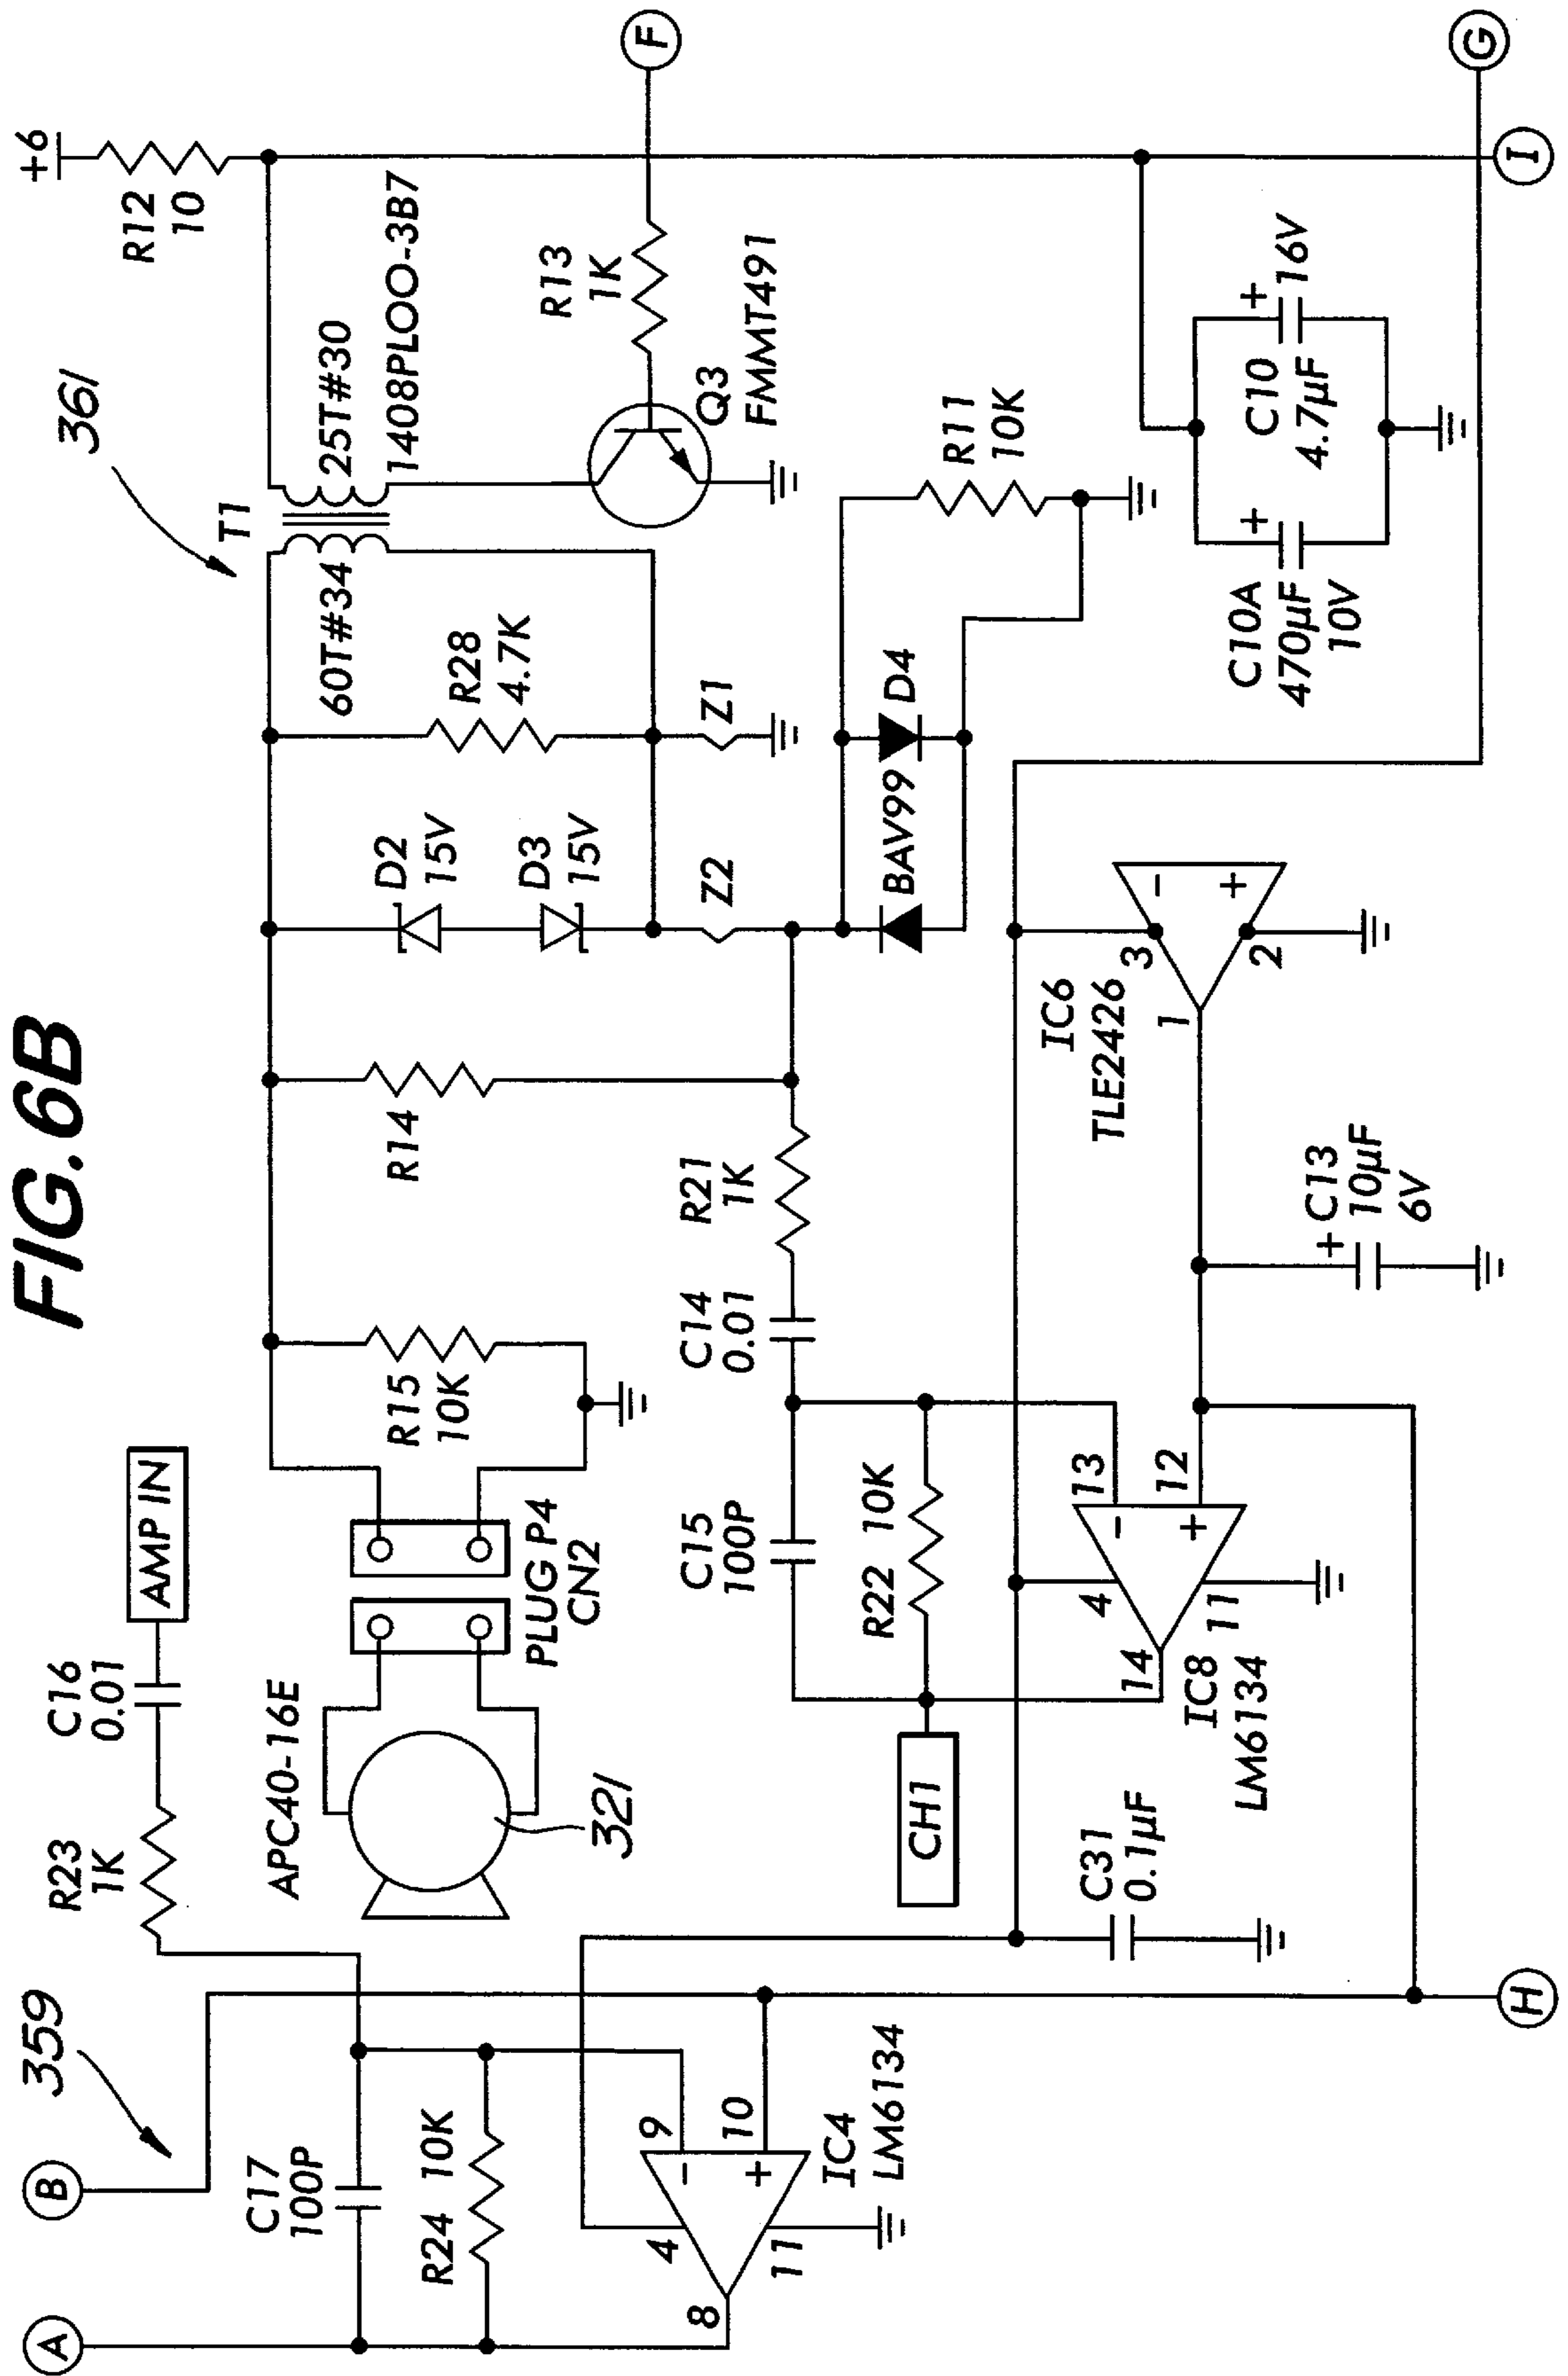 FIG.6B
A
B
359
C17
100P
R24 10K
8
4
11
9
10
-
+
IC4
LM6134
H
R23
1K
C16
0.01
AMP IN
APC40-16E
321
PLUG P4
CN2
R15
10K
R14
D2
15V
D3
15V
R28
4.7K
60T#34
T1
361
25T#30
1408PLOO-3B7
+6
R12
10
F
R13
1K
Q3
FMMT491
Z2
Z1
BAV99
D4
R11
10K
R21
1K
C14
0.01
C15
100P
R22 10K
CH1
14
4
11
13
12
-
+
IC8
LM6134
C31
0.1µF
IC6
TLE2426
1
3
2
-
+
+
C13
10µF
6V
C10A
470µF
10V
+
C10
4.7µF
+
16V
G
I